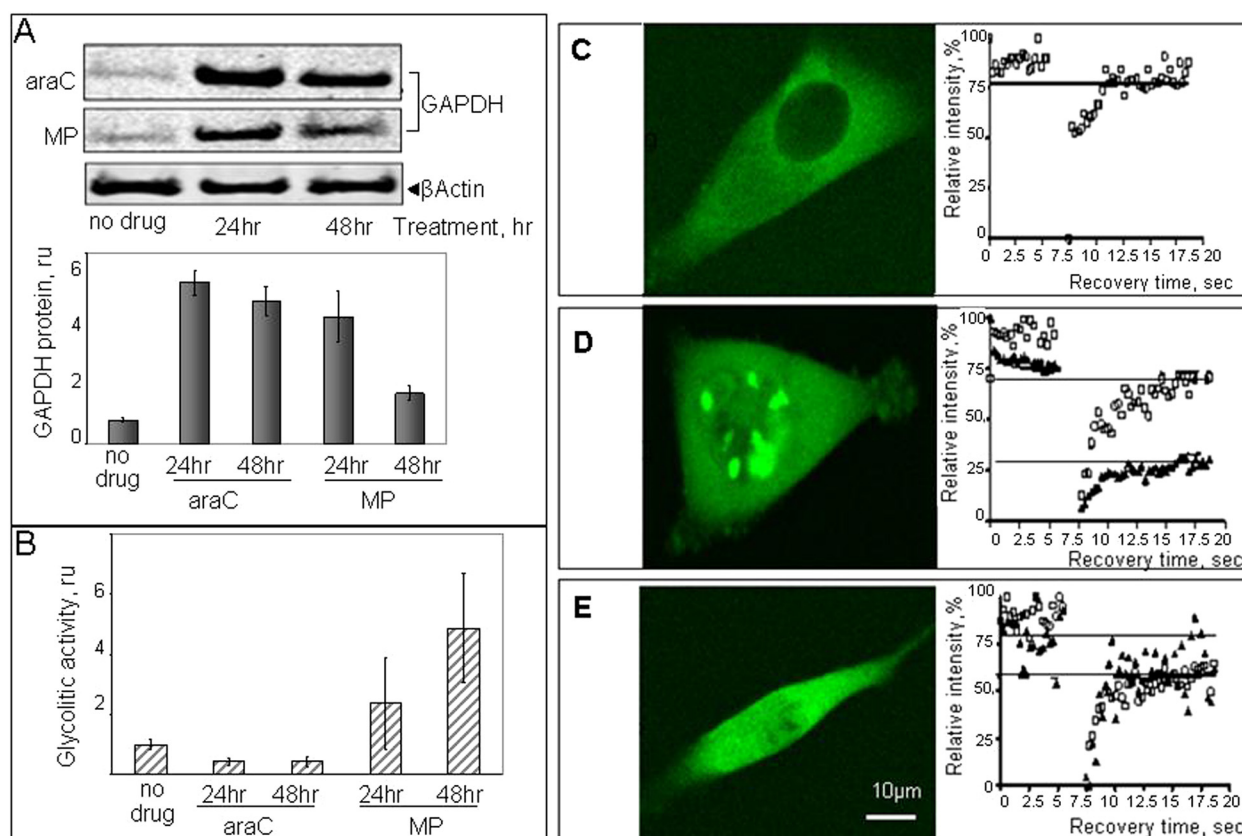 A
araC
GAPDH
MP
βActin
no drug 24hr 48hr Treatment, hr
GAPDH protein, ru
6
4
2
0
no drug 24hr 48hr 24hr 48hr
araC MP
B
Glycolitic activity, ru
6
4
2
no drug 24hr 48hr 24hr 48hr
araC MP
C
Relative intensity, %
100
75
50
25
0
0 2.5 5 7.5 10 12.5 15 17.5 20
Recovery time, sec
D
Relative intensity, %
100
75
50
25
0
0 2.5 5 7.5 10 12.5 15 17.5 20
Recovery time, sec
E
10µm
Relative intensity, %
100
75
50
25
0
0 2.5 5 7.5 10 12.5 15 17.5 20
Recovery time, sec